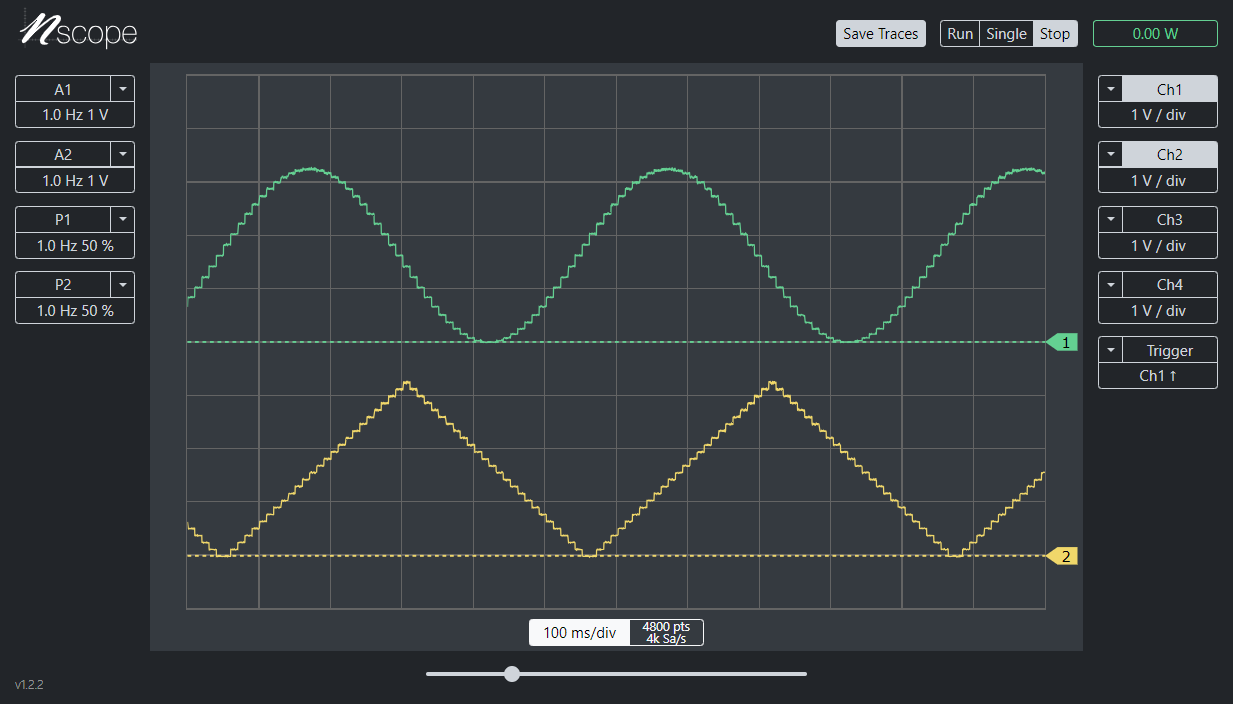 nscope
Save Traces
Run Single Stop
0.00 W
A1
1.0 Hz 1 V
A2
1.0 Hz 1 V
P1
1.0 Hz 50 %
P2
1.0 Hz 50 %
Ch1
1 V / div
Ch2
1 V / div
Ch3
1 V / div
Ch4
1 V / div
Trigger
Ch1 ↑
1
2
100 ms/div
4800 pts
4k Sa/s
v1.2.2